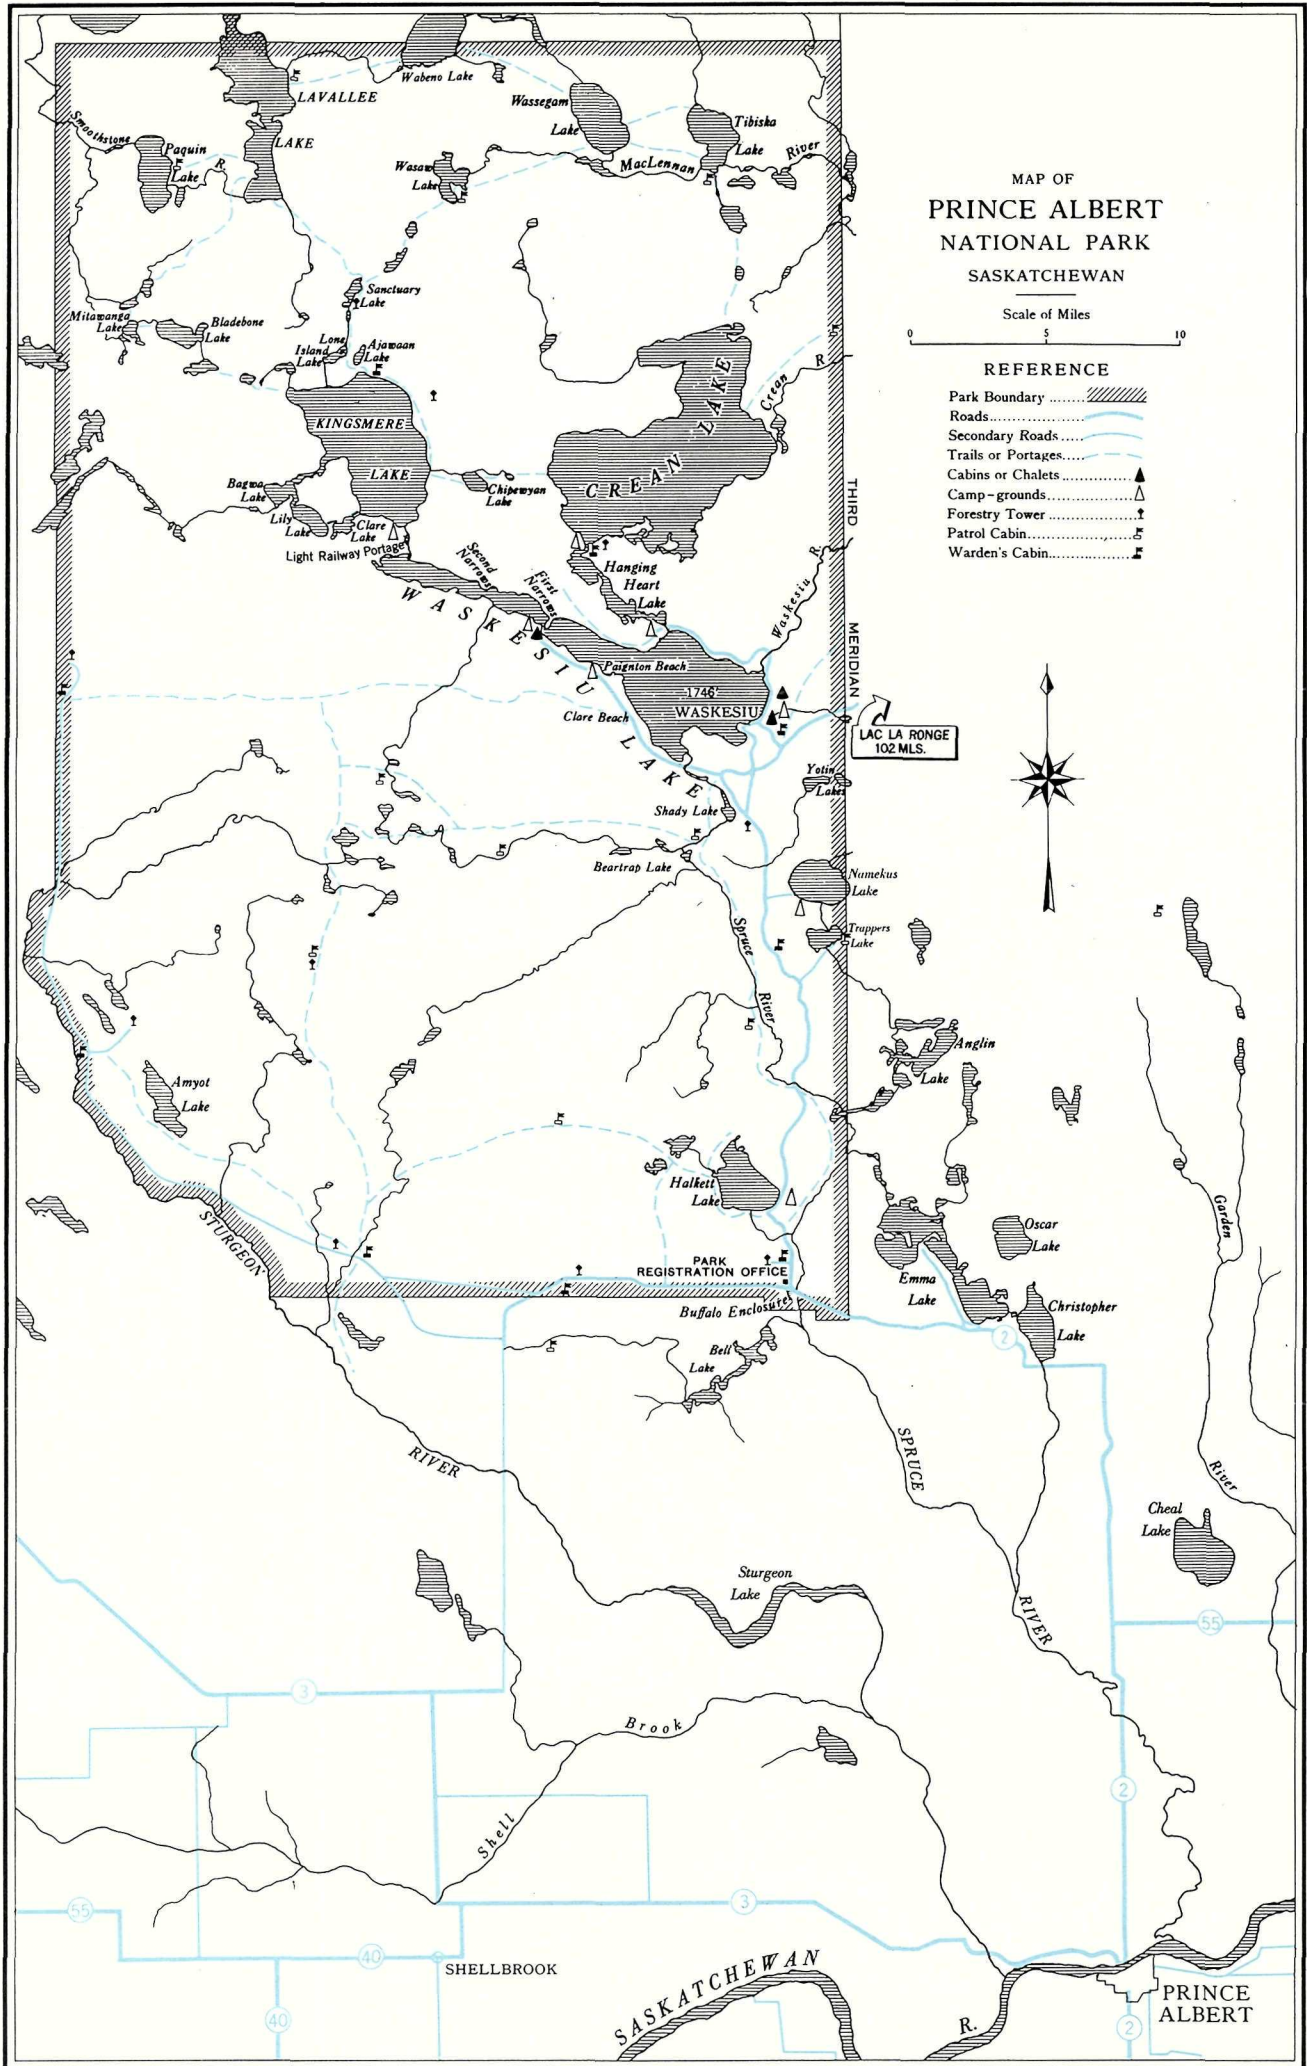 MAP OF
PRINCE ALBERT
NATIONAL PARK
SASKATCHEWAN
Scale of Miles
0 5 10
REFERENCE
Park Boundary
Roads
Secondary Roads
Trails or Portages
Cabins or Chalets
Camp-grounds
Forestry Tower
Patrol Cabin
Warden's Cabin
Wabeno Lake
LAVALLEE
LAKE
Wassegam
Lake
Tibiska
Lake
Smoothstone
R
Paquin
Lake
Wasaw
Lake
MacLennan
River
Sanctuary
Lake
Mitawanga
Lake
Bladebone
Lake
Lone
Island
Lake
Ajawaan
Lake
KINGSMERE
LAKE
CREAN LAKE
Crean R
Bagwa
Lake
Chipewyan
Lake
Lily
Lake
Clare
Lake
Light Railway Portage
Second
Narrows
First
Narrows
Hanging
Heart
Lake
THIRD
MERIDIAN
Waskesiu R.
WASKESIU LAKE
Paignton Beach
1746'
WASKESIU
Clare Beach
LAC LA RONGE
102 MLS.
Yotin
Lakes
Shady Lake
Beartrap Lake
Namekus
Lake
Trappers
Lake
Spruce
River
Anglin
Lake
Amyot
Lake
Halkett
Lake
Garden
River
Oscar
Lake
STURGEON
RIVER
PARK
REGISTRATION OFFICE
Emma
Lake
Buffalo Enclosure
Christopher
Lake
2
Bell
Lake
SPRUCE
RIVER
Cheal
Lake
Sturgeon
Lake
55
3
Brook
Shell
2
55
3
40
SHELLBROOK
SASKATCHEWAN
R.
PRINCE
ALBERT
40
2